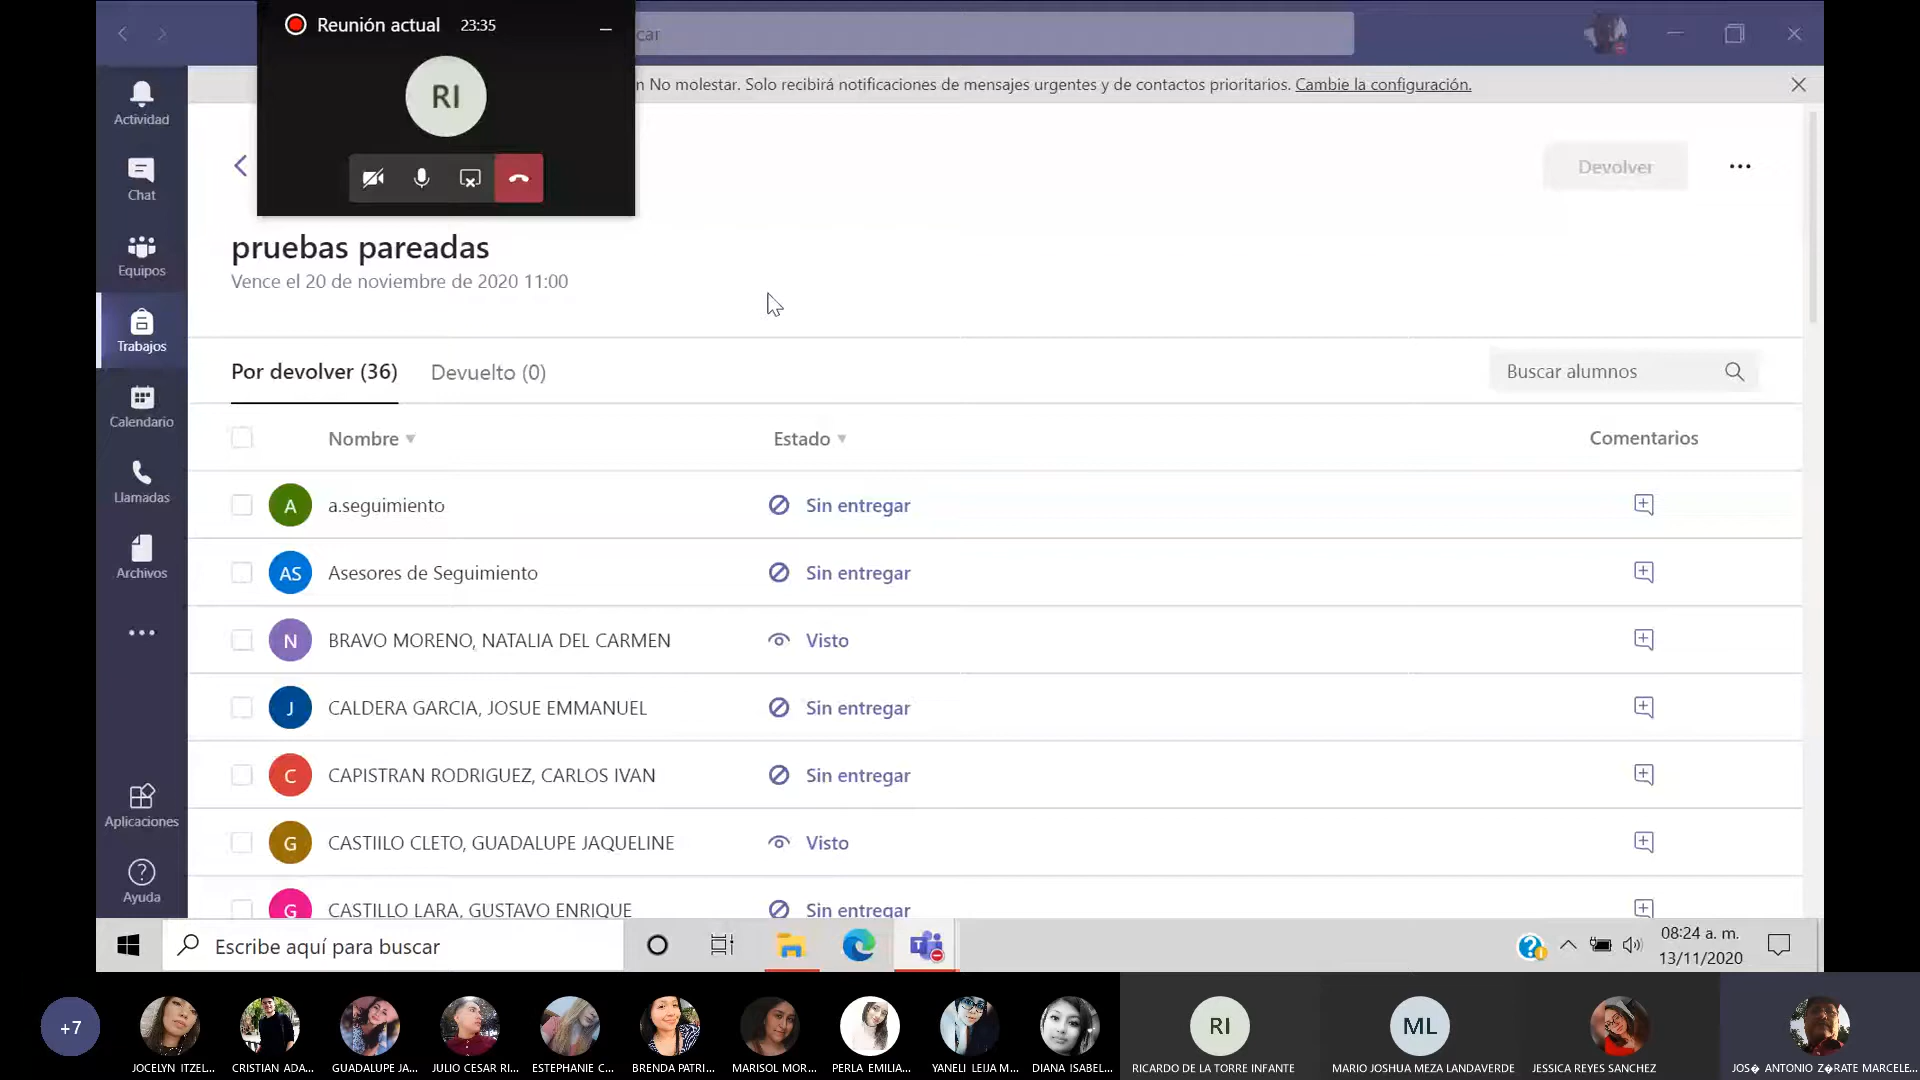 Reunión actual 23:35
car
RI
n No molestar. Solo recibirá notificaciones de mensajes urgentes y de contactos prioritarios. Cambie la configuración.
Actividad
Chat
Equipos
Trabajos
Calendario
Llamadas
Archivos
Aplicaciones
Ayuda
Devolver
pruebas pareadas
Vence el 20 de noviembre de 2020 11:00
Por devolver (36) Devuelto (0)
Buscar alumnos
Nombre Estado Comentarios
A a.seguimiento Sin entregar
AS Asesores de Seguimiento Sin entregar
N BRAVO MORENO, NATALIA DEL CARMEN Visto
J CALDERA GARCIA, JOSUE EMMANUEL Sin entregar
C CAPISTRAN RODRIGUEZ, CARLOS IVAN Sin entregar
G CASTIILO CLETO, GUADALUPE JAQUELINE Visto
G CASTILLO LARA, GUSTAVO ENRIQUE Sin entregar
Escribe aquí para buscar
08:24 a. m.
13/11/2020
+7
RI
ML
JOCELYN ITZEL... CRISTIAN ADA... GUADALUPE JA... JULIO CESAR RI... ESTEPHANIE C... BRENDA PATRI... MARISOL MOR... PERLA EMILIA... YANELI LEIJA M... DIANA ISABEL... RICARDO DE LA TORRE INFANTE MARIO JOSHUA MEZA LANDAVERDE JESSICA REYES SANCHEZ JOS� ANTONIO Z�RATE MARCELE...